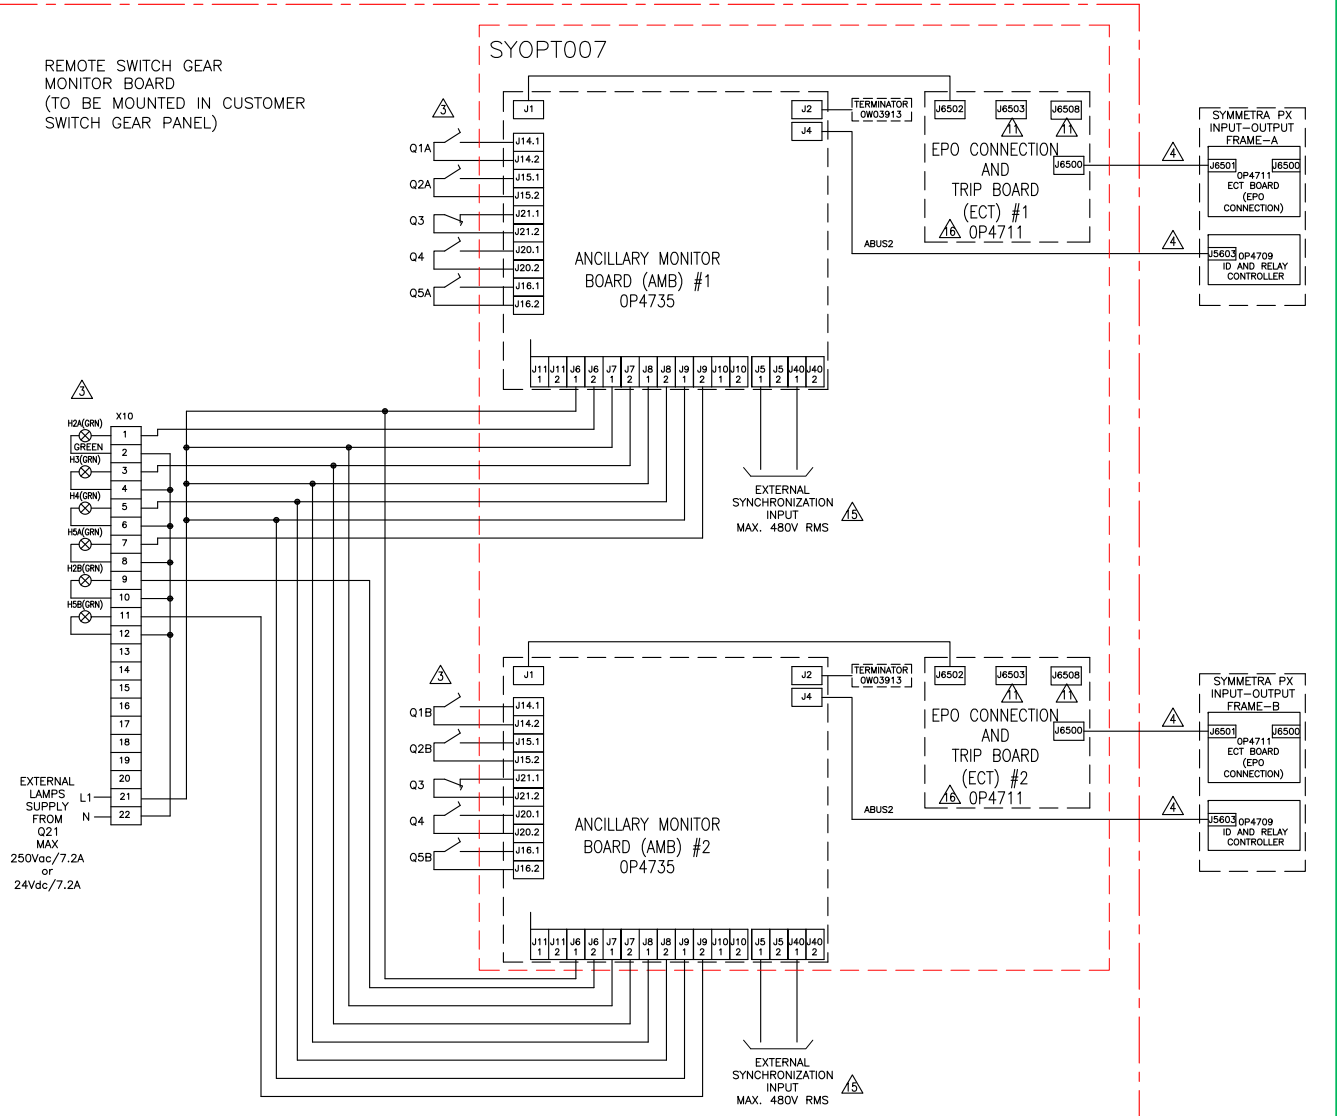 REMOTE SWITCH GEAR
MONITOR BOARD
(TO BE MOUNTED IN CUSTOMER
SWITCH GEAR PANEL)
SYOPT007
3
J1
J2
TERMINATOR
0W03913
J4
J6502
J6503
J6508
11
11
EPO CONNECTION
AND
TRIP BOARD
(ECT) #1
16
0P4711
J6500
4
SYMMETRA PX
INPUT-OUTPUT
FRAME-A
J6501
J6500
0P4711
ECT BOARD
(EPO
CONNECTION)
ABUS2
4
J5603
0P4709
ID AND RELAY
CONTROLLER
Q1A
J14.1
J14.2
Q2A
J15.1
J15.2
Q3
J21.1
J21.2
Q4
J20.1
J20.2
Q5A
J16.1
J16.2
ANCILLARY MONITOR
BOARD (AMB) #1
0P4735
J11 1
J11 2
J6 1
J6 2
J7 1
J7 2
J8 1
J8 2
J9 1
J9 2
J10 1
J10 2
J5 1
J5 2
J40 1
J40 2
EXTERNAL
SYNCHRONIZATION
INPUT
MAX. 480V RMS
15
3
X10
H2A(GRN)
GREEN
H3(GRN)
H4(GRN)
H5A(GRN)
H2B(GRN)
H5B(GRN)
1
2
3
4
5
6
7
8
9
10
11
12
13
14
15
16
17
18
19
20
21
22
L1
N
EXTERNAL
LAMPS
SUPPLY
FROM
Q21
MAX
250Vac/7.2A
or
24Vdc/7.2A
3
J1
J2
TERMINATOR
0W03913
J4
J6502
J6503
J6508
11
11
EPO CONNECTION
AND
TRIP BOARD
(ECT) #2
16
0P4711
J6500
4
SYMMETRA PX
INPUT-OUTPUT
FRAME-B
J6501
J6500
0P4711
ECT BOARD
(EPO
CONNECTION)
ABUS2
4
J5603
0P4709
ID AND RELAY
CONTROLLER
Q1B
J14.1
J14.2
Q2B
J15.1
J15.2
Q3
J21.1
J21.2
Q4
J20.1
J20.2
Q5B
J16.1
J16.2
ANCILLARY MONITOR
BOARD (AMB) #2
0P4735
J11 1
J11 2
J6 1
J6 2
J7 1
J7 2
J8 1
J8 2
J9 1
J9 2
J10 1
J10 2
J5 1
J5 2
J40 1
J40 2
EXTERNAL
SYNCHRONIZATION
INPUT
MAX. 480V RMS
15